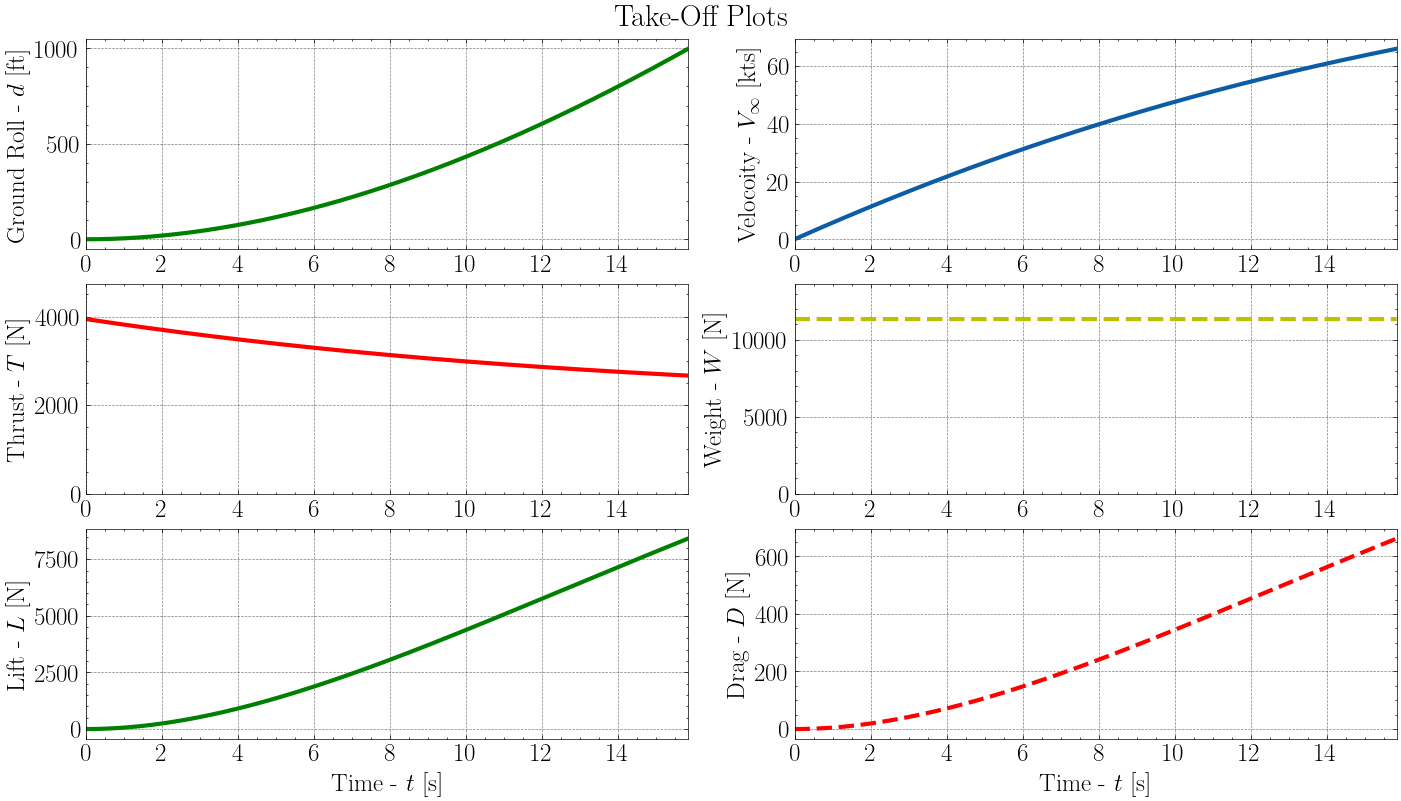 Take-Off Plots
Ground Roll - d [ft]
1000
500
0
0 2 4 6 8 10 12 14
Velocoity - V∞ [kts]
60
40
20
0
0 2 4 6 8 10 12 14
Thrust - T [N]
4000
2000
0
0 2 4 6 8 10 12 14
Weight - W [N]
10000
5000
0
0 2 4 6 8 10 12 14
Lift - L [N]
7500
5000
2500
0
0 2 4 6 8 10 12 14
Time - t [s]
Drag - D [N]
600
400
200
0
0 2 4 6 8 10 12 14
Time - t [s]